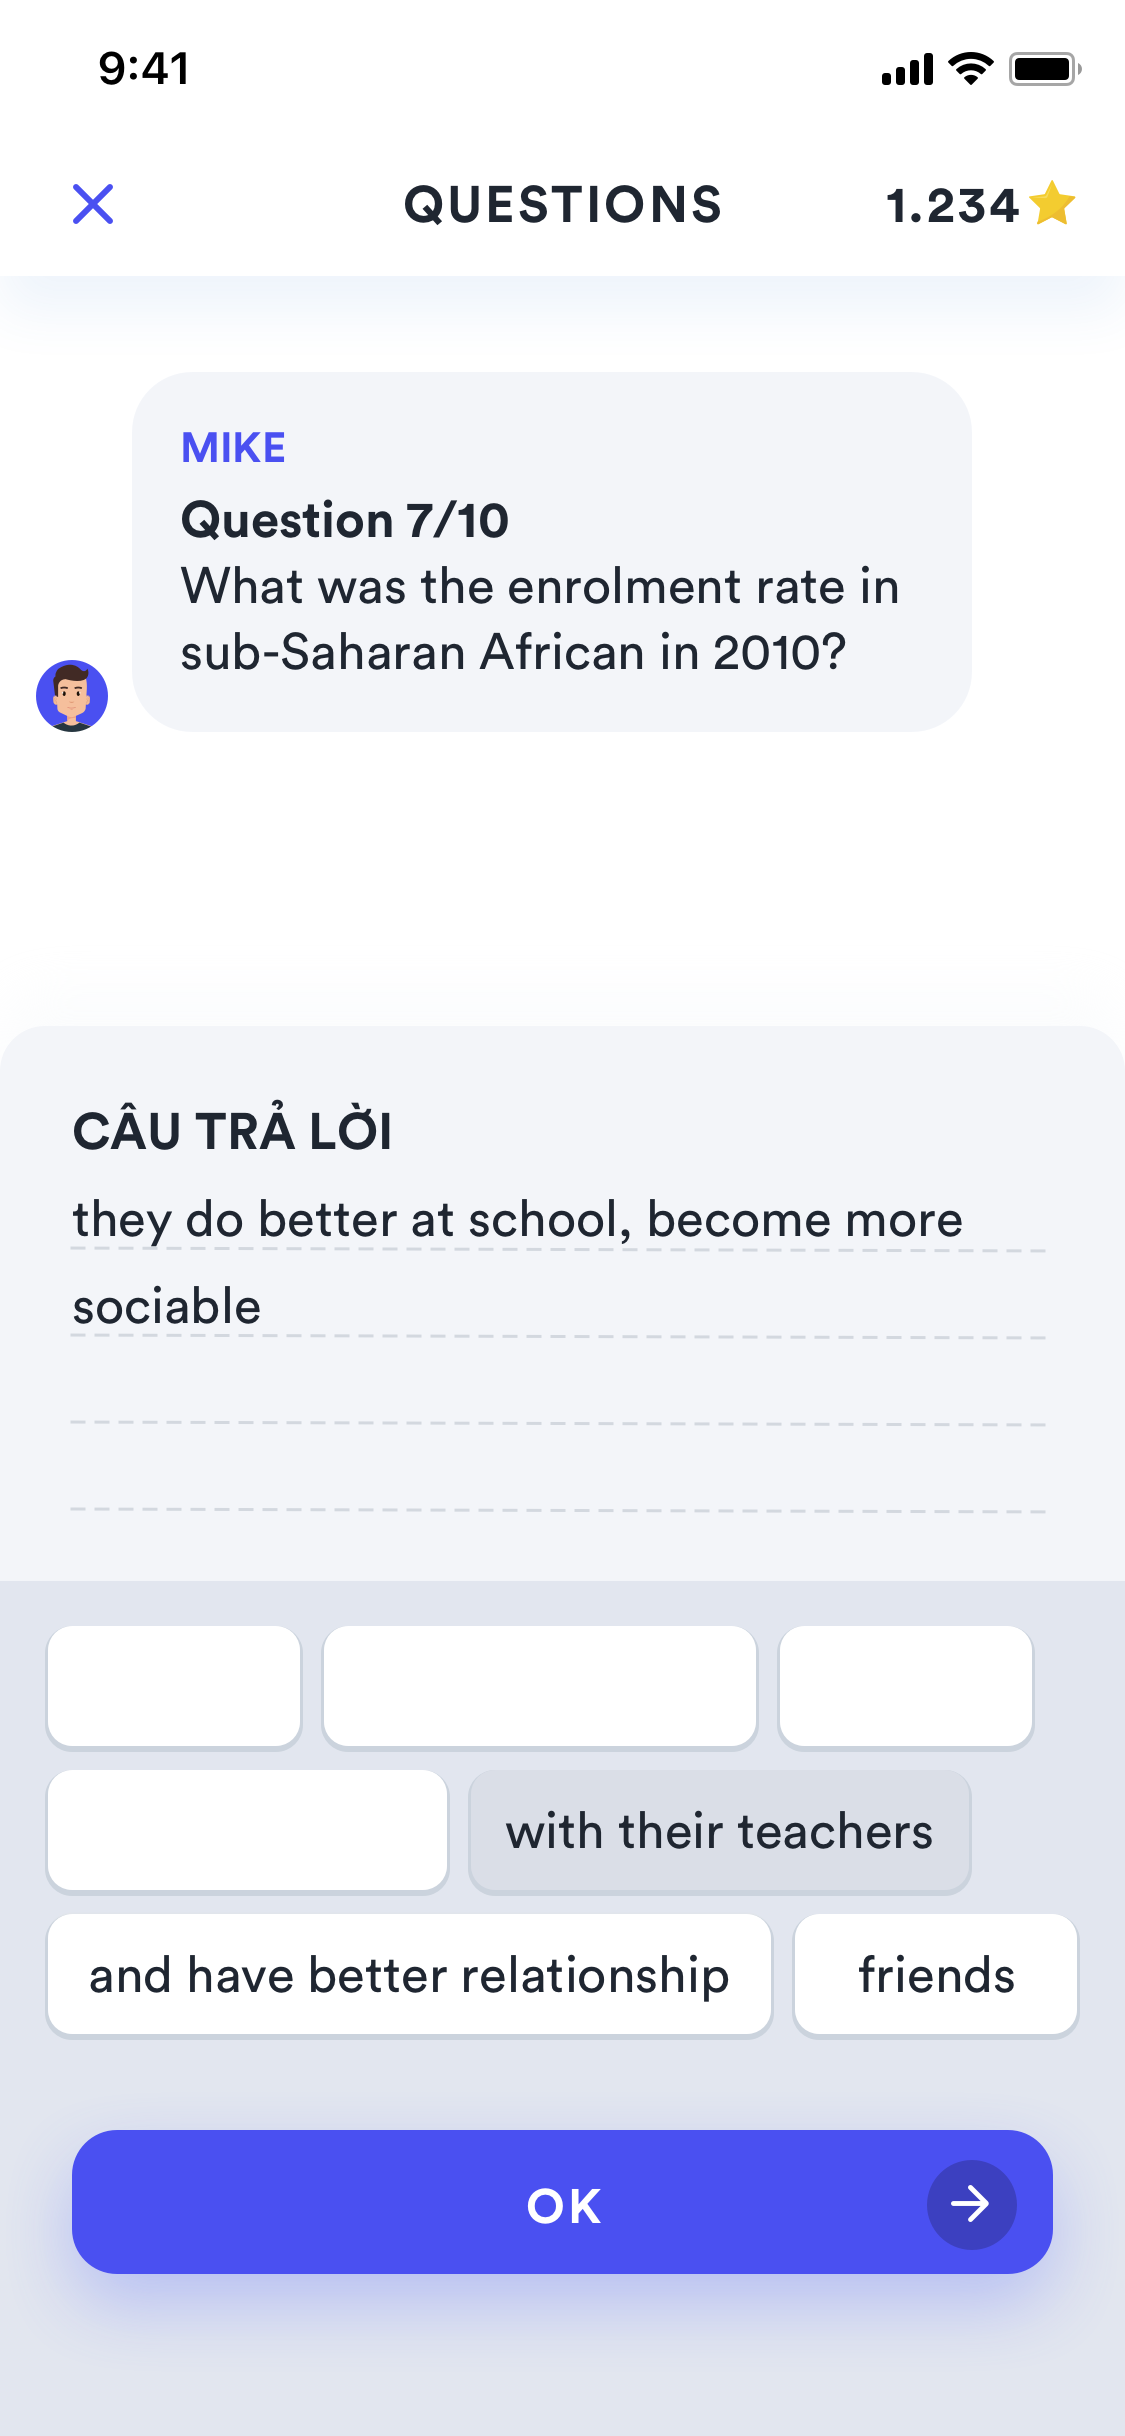 9:41
QUESTIONS
1.234
MIKE
Question 7/10
What was the enrolment rate in
sub-Saharan African in 2010?
CÂU TRẢ LỜI
they do better at school, become more
sociable
with their teachers
and have better relationship
friends
OK